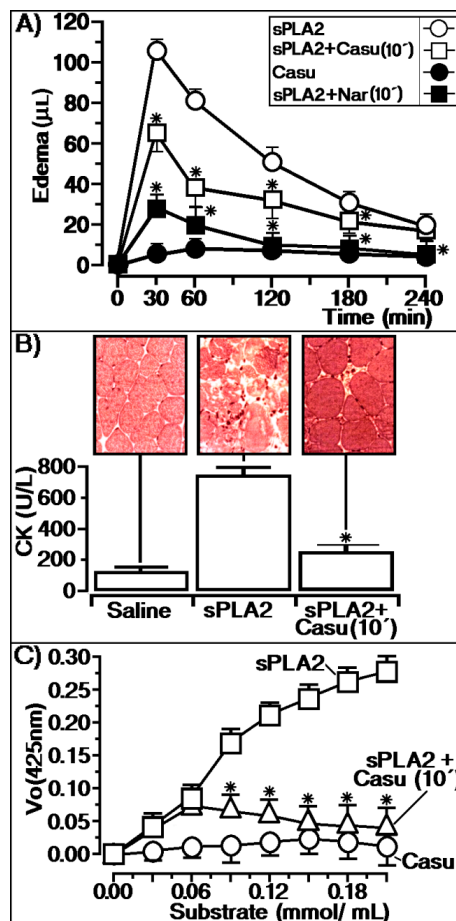 A)
sPLA2
sPLA2+Casu(10´)
Casu
sPLA2+Nar(10´)
Edema (µL)
120
100
80
60
40
20
0
* * * *
* * * * *
0 30 60 120 180 240
Time (min)
B)
CK (U/L)
800
600
400
200
0
*
Saline sPLA2 sPLA2+
Casu(10´)
C)
Vo(425nm)
0.30
0.25
0.20
0.15
0.10
0.05
0.00
sPLA2
sPLA2 +
Casu (10´)
* * * * *
Casu
0.00 0.06 0.12 0.18
Substrate (mmol/ mL)